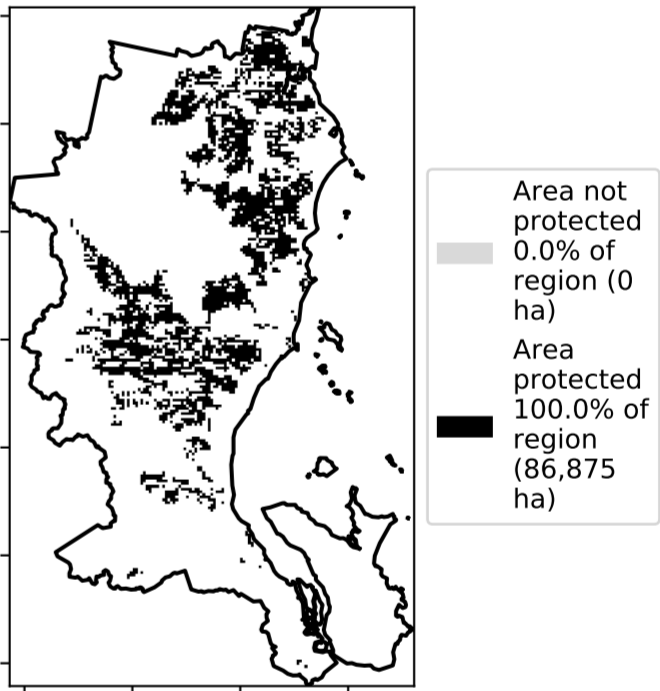 Area not
protected
0.0% of
region (0
ha)
Area
protected
100.0% of
region
(86,875
ha)